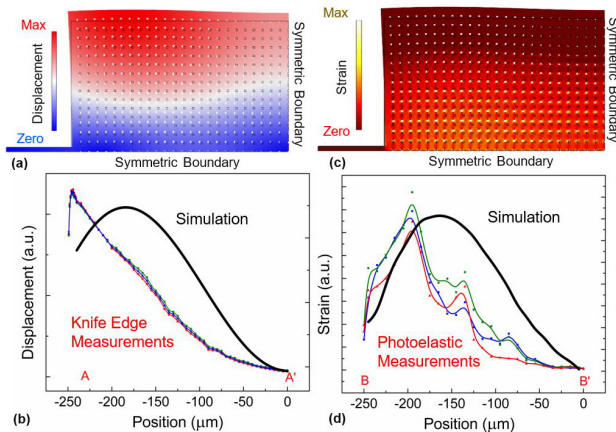 Max
Displacement
Zero
Symmetric Boundary
(a)
Symmetric Boundary
Max
Strain
Zero
Symmetric Boundary
(c)
Symmetric Boundary
Displacement (a.u.)
Simulation
Knife Edge
Measurements
A
A'
-250 -200 -150 -100 -50 0
(b)
Position (μm)
Strain (a.u.)
Simulation
Photoelastic
Measurements
B
B'
-250 -200 -150 -100 -50 0
(d)
Position (μm)